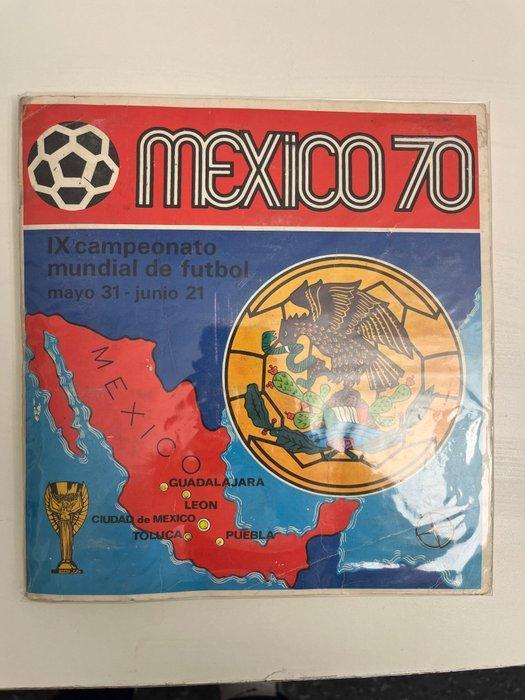 MEXICO 70
IX campeonato
mundial de futbol
mayo 31 - junio 21
MEXICO
GUADALAJARA
LEON
CIUDAD de MEXICO
TOLUCA
PUEBLA